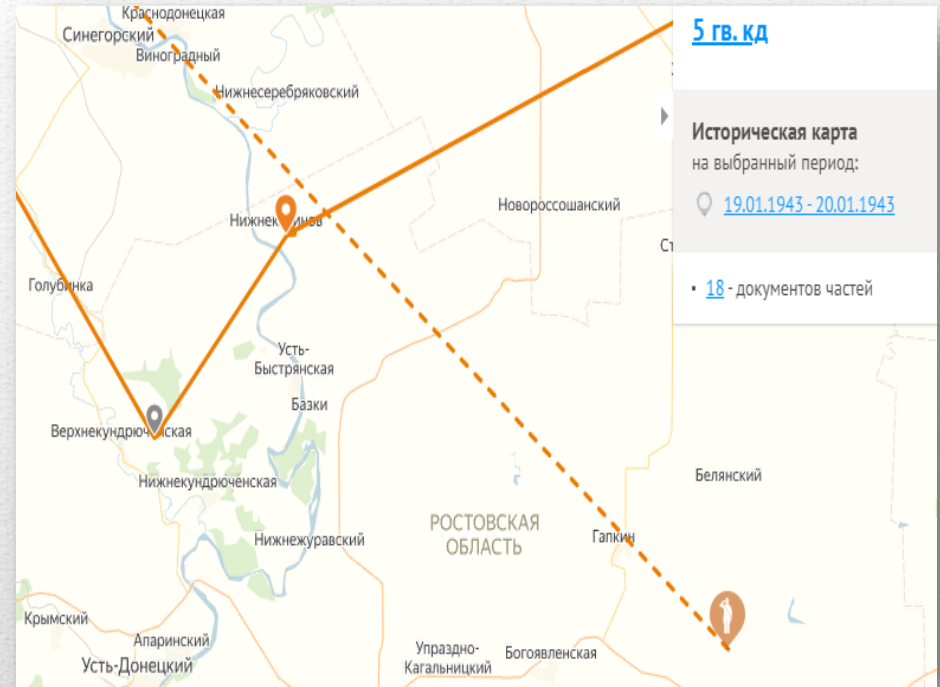 Краснодонецкая
Синегорский
Виноградный
Нижнесеребряковский
Новороссошанский
Голубинка
Усть-
Быстрянская
Базки
Нижнекундрюченская
Белянский
РОСТОВСКАЯ
ОБЛАСТЬ
Нижнежуравский
Гапкин
Крымский
Апаринский
Усть-Донецкий
Упраздно-
Кагальницкий
Богоявленская
5 гв. кд
Историческая карта
на выбранный период:
19.01.1943 - 20.01.1943
18 - документов частей